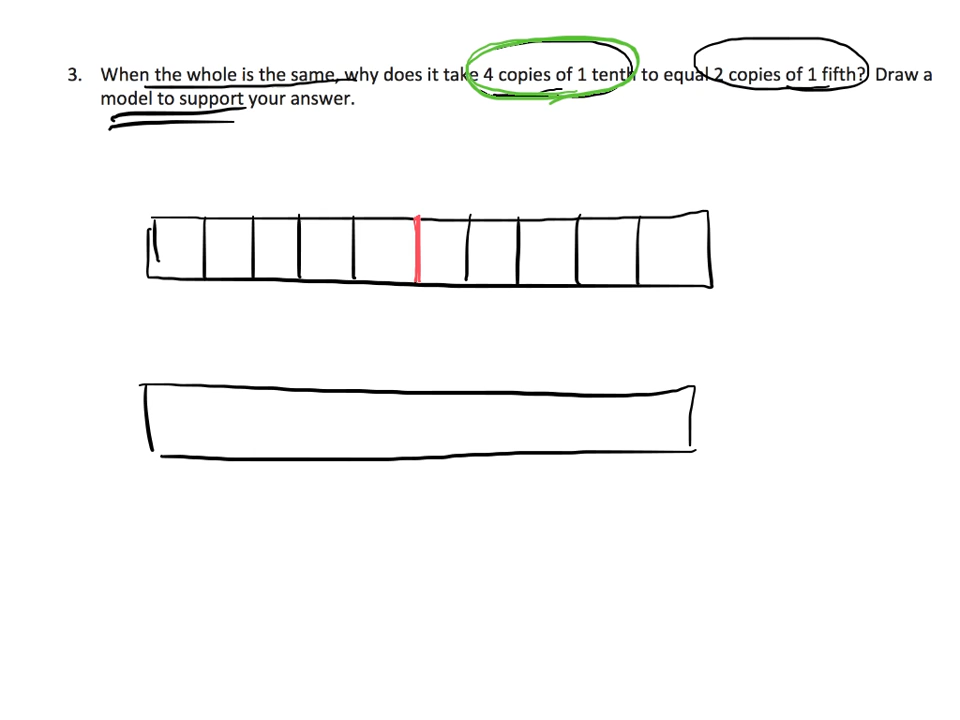 3. When the whole is the same, why does it take 4 copies of 1 tenth to equal 2 copies of 1 fifth? Draw a
model to support your answer.